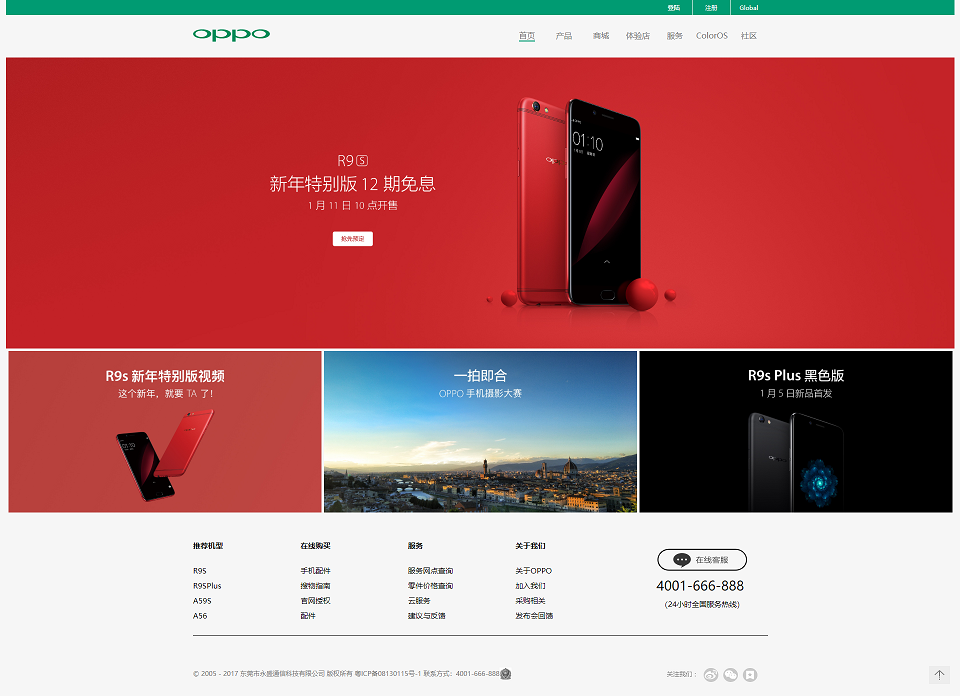 登陆 注册 Global
oppo 首页 产品 商城 体验店 服务 ColorOS 社区
R9 S
新年特别版 12 期免息
1 月 11 日 10 点开售
抢先预定
01:10
R9s 新年特别版视频
这个新年，就要 TA 了！
一拍即合
OPPO 手机摄影大赛
R9s Plus 黑色版
1 月 5 日新品首发
推荐机型 在线购买 服务 关于我们
R9S 手机配件 服务网点查询 关于OPPO
R9SPlus 搜物指南 零件价格查询 加入我们
A59S 官网授权 云服务 采购相关
A56 配件 建议与反馈 发布会回播
在线客服
4001-666-888
(24小时全国服务热线)
© 2005 - 2017 东莞市永盛通信科技有限公司 版权所有 粤ICP备08130115号-1 联系方式：4001-666-888
关注我们：